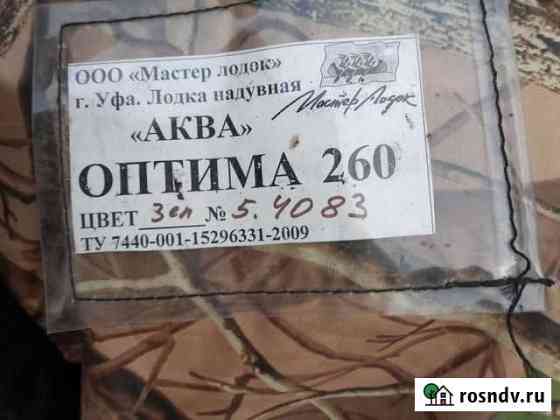 ООО «Мастер лодок»
г. Уфа. Лодка надувная
Мастер Лодок
«АКВА»
ОПТИМА 260
ЦВЕТ Зел № 5.4083
ТУ 7440-001-15296331-2009
rosndv.ru